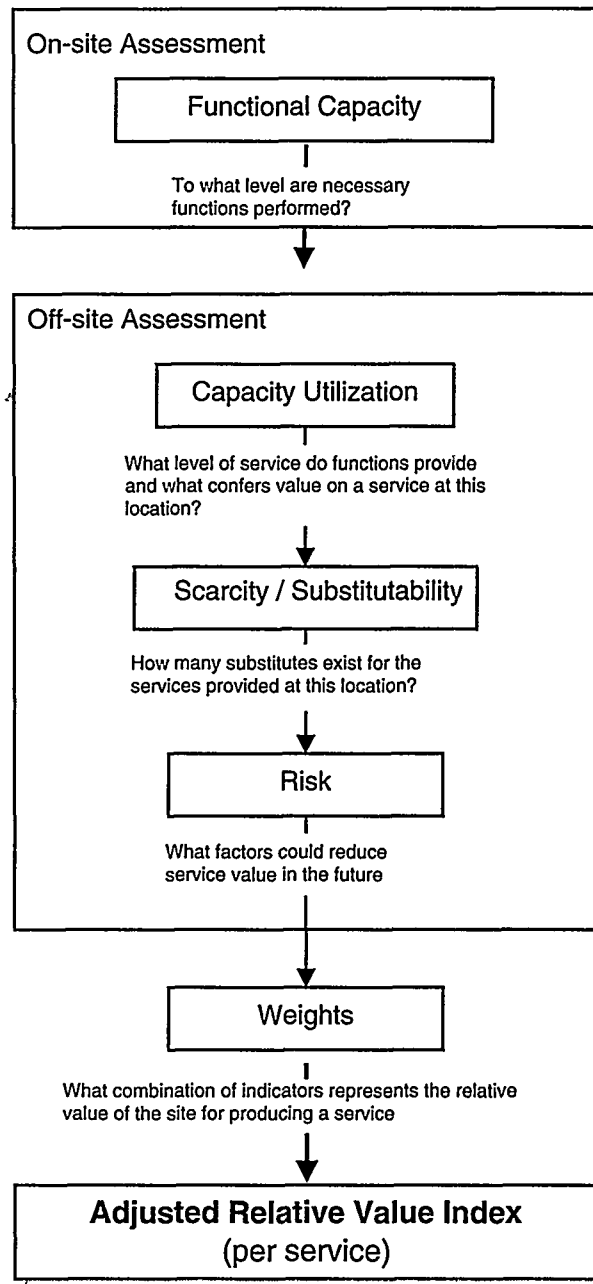 On-site Assessment
Functional Capacity
To what level are necessary
functions performed?
Off-site Assessment
Capacity Utilization
What level of service do functions provide
and what confers value on a service at this
location?
Scarcity / Substitutability
How many substitutes exist for the
services provided at this location?
Risk
What factors could reduce
service value in the future
Weights
What combination of indicators represents the relative
value of the site for producing a service
Adjusted Relative Value Index
(per service)